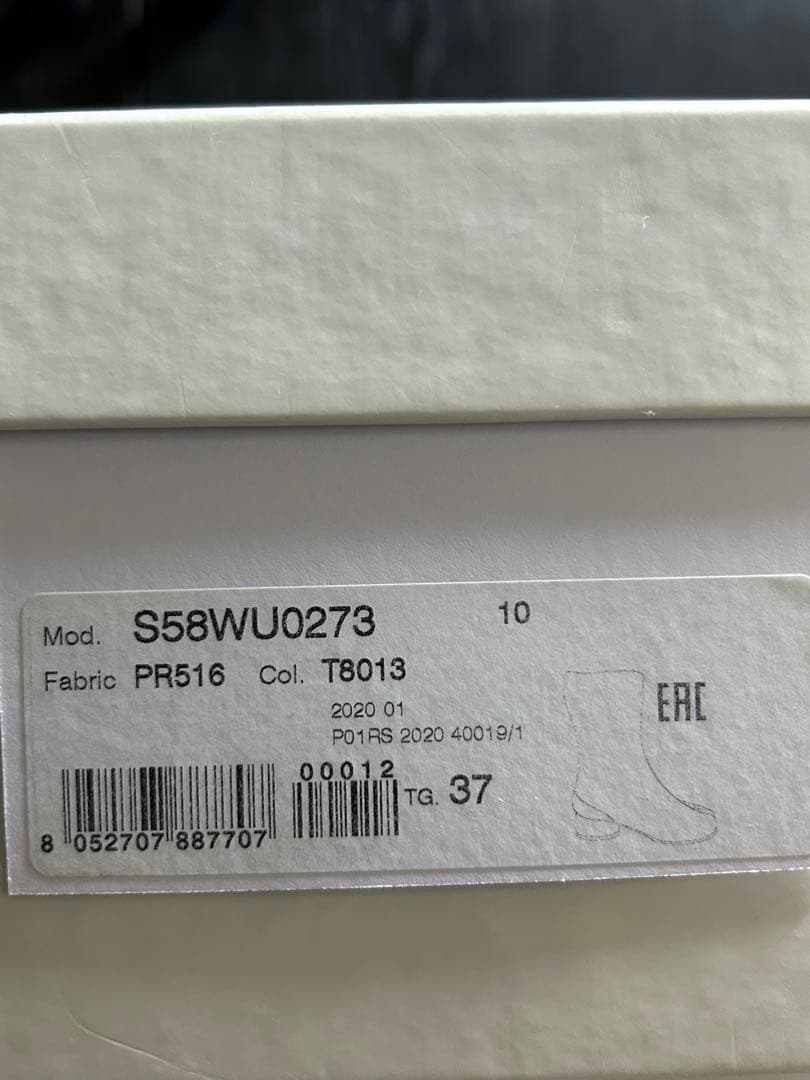 Mod. S58WU0273 10
Fabric PR516 Col. T8013
2020 01
P01RS 2020 40019/1
EAC
00012
TG. 37
8 052707 887707